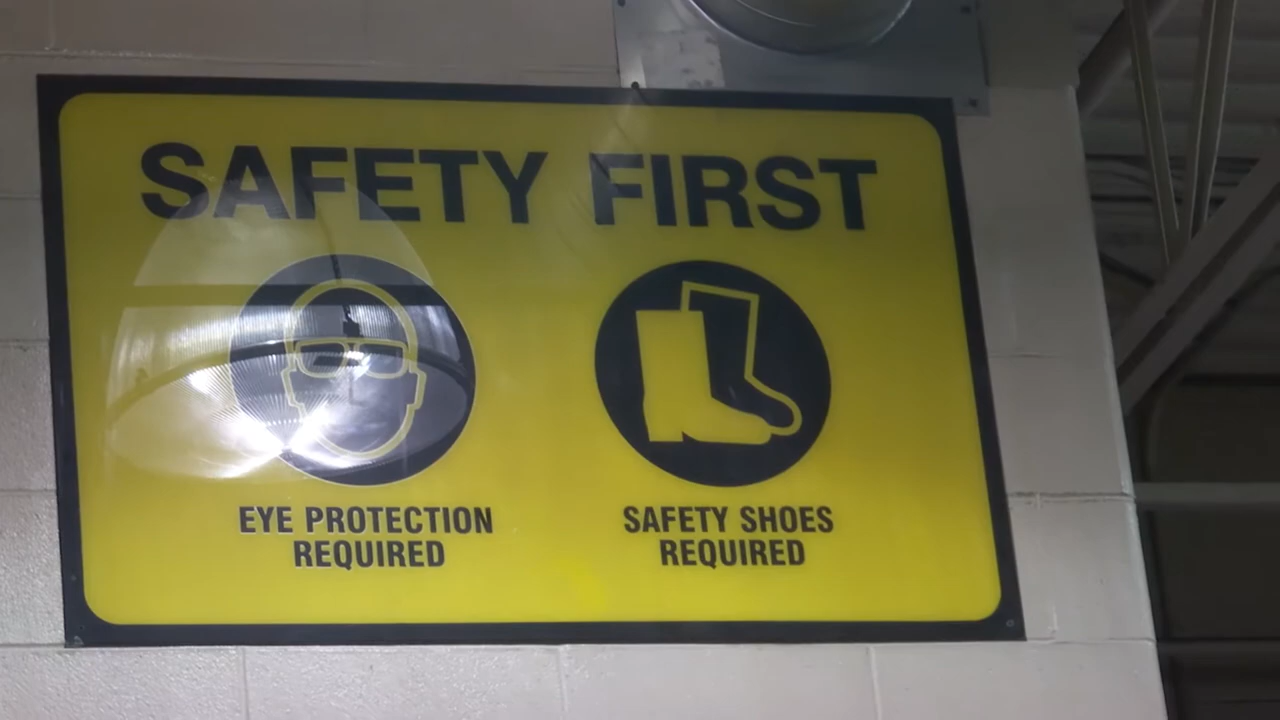 SAFETY FIRST
EYE PROTECTION
REQUIRED
SAFETY SHOES
REQUIRED